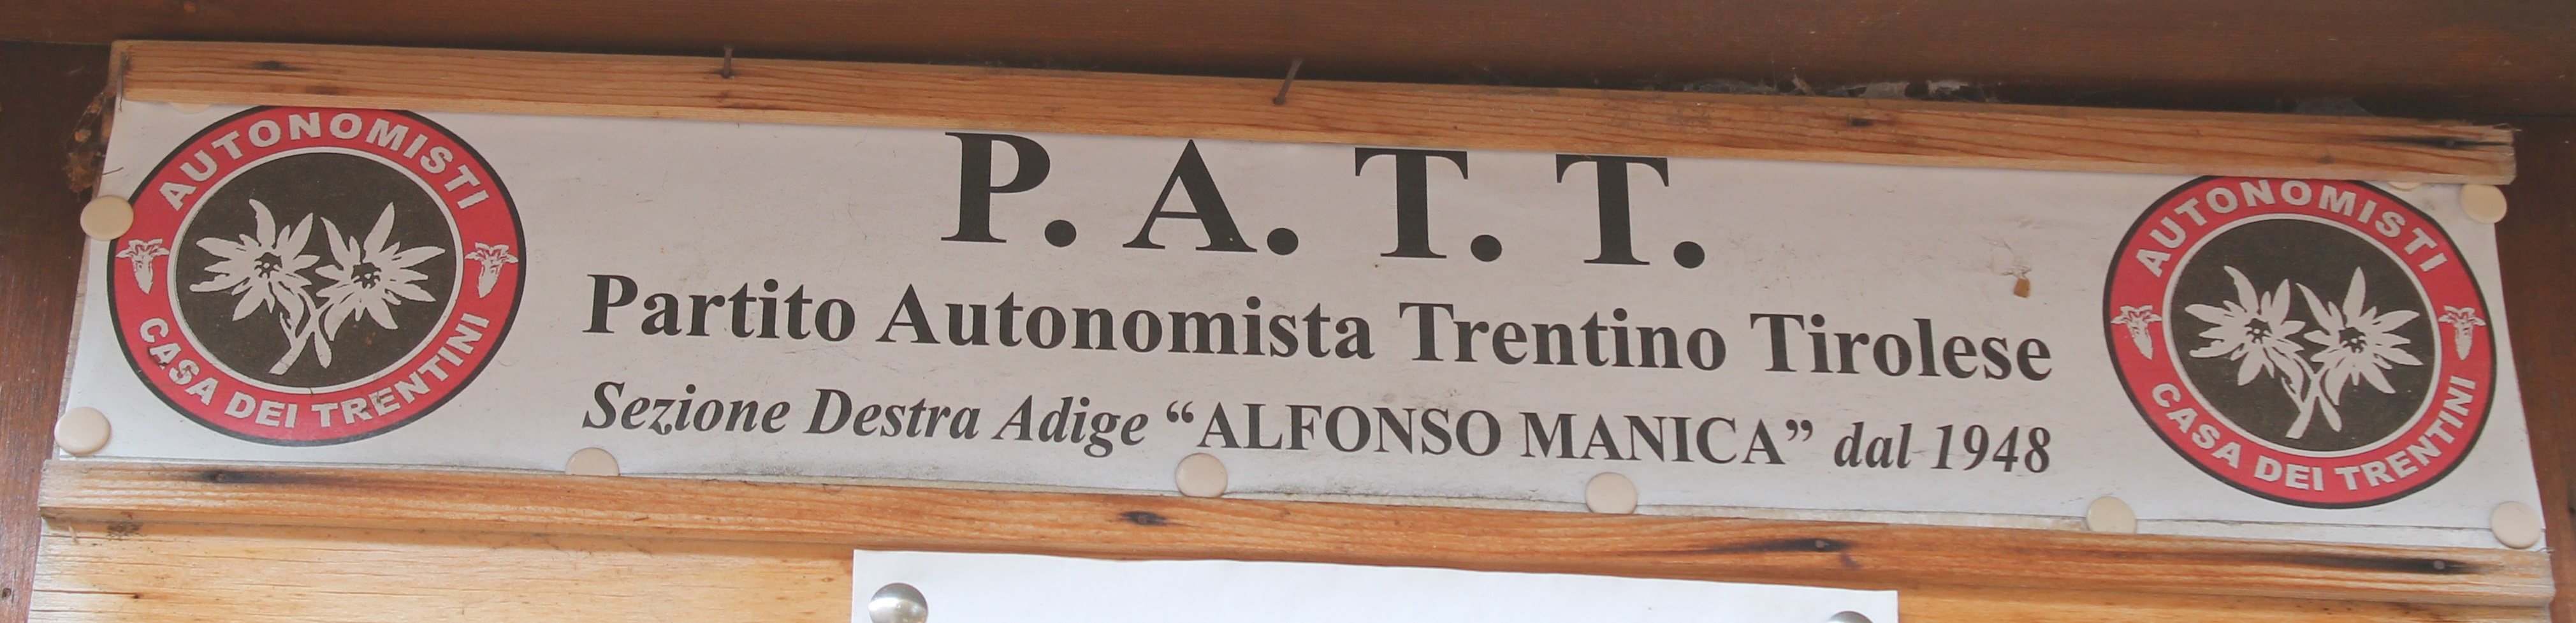 AUTONOMISTI
CASA DEI TRENTINI
P. A. T. T.
Partito Autonomista Trentino Tirolese
Sezione Destra Adige “ALFONSO MANICA” dal 1948
AUTONOMISTI
CASA DEI TRENTINI